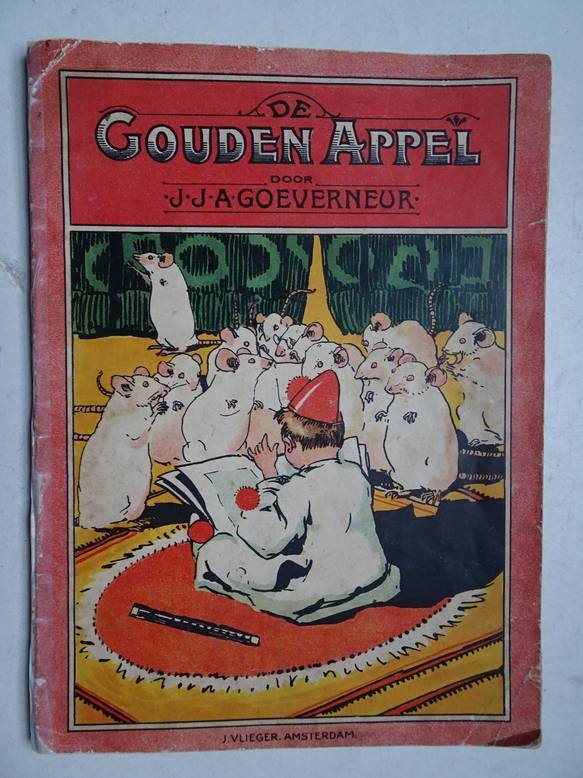 DE
GOUDEN APPEL
DOOR
J·J·A·GOEVERNEUR·
J. VLIEGER. AMSTERDAM.